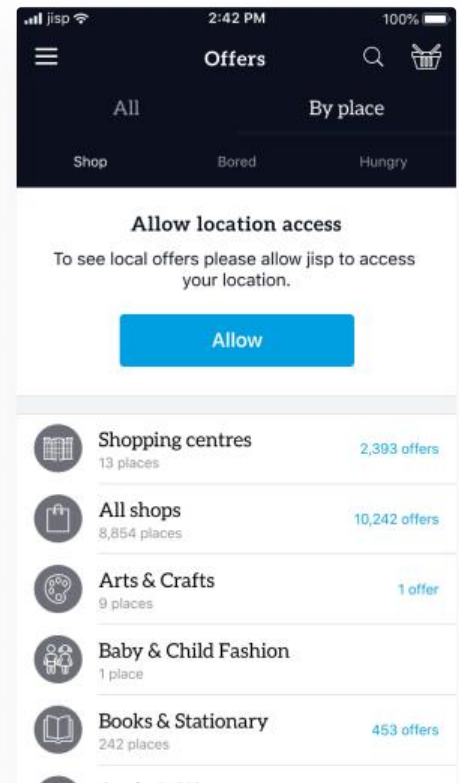 jisp 2:42 PM 100%
Offers
All By place
Shop Bored Hungry
Allow location access
To see local offers please allow jisp to access
your location.
Allow
Shopping centres
13 places
2,393 offers
All shops
8,854 places
10,242 offers
Arts & Crafts
9 places
1 offer
Baby & Child Fashion
1 place
Books & Stationary
242 places
453 offers